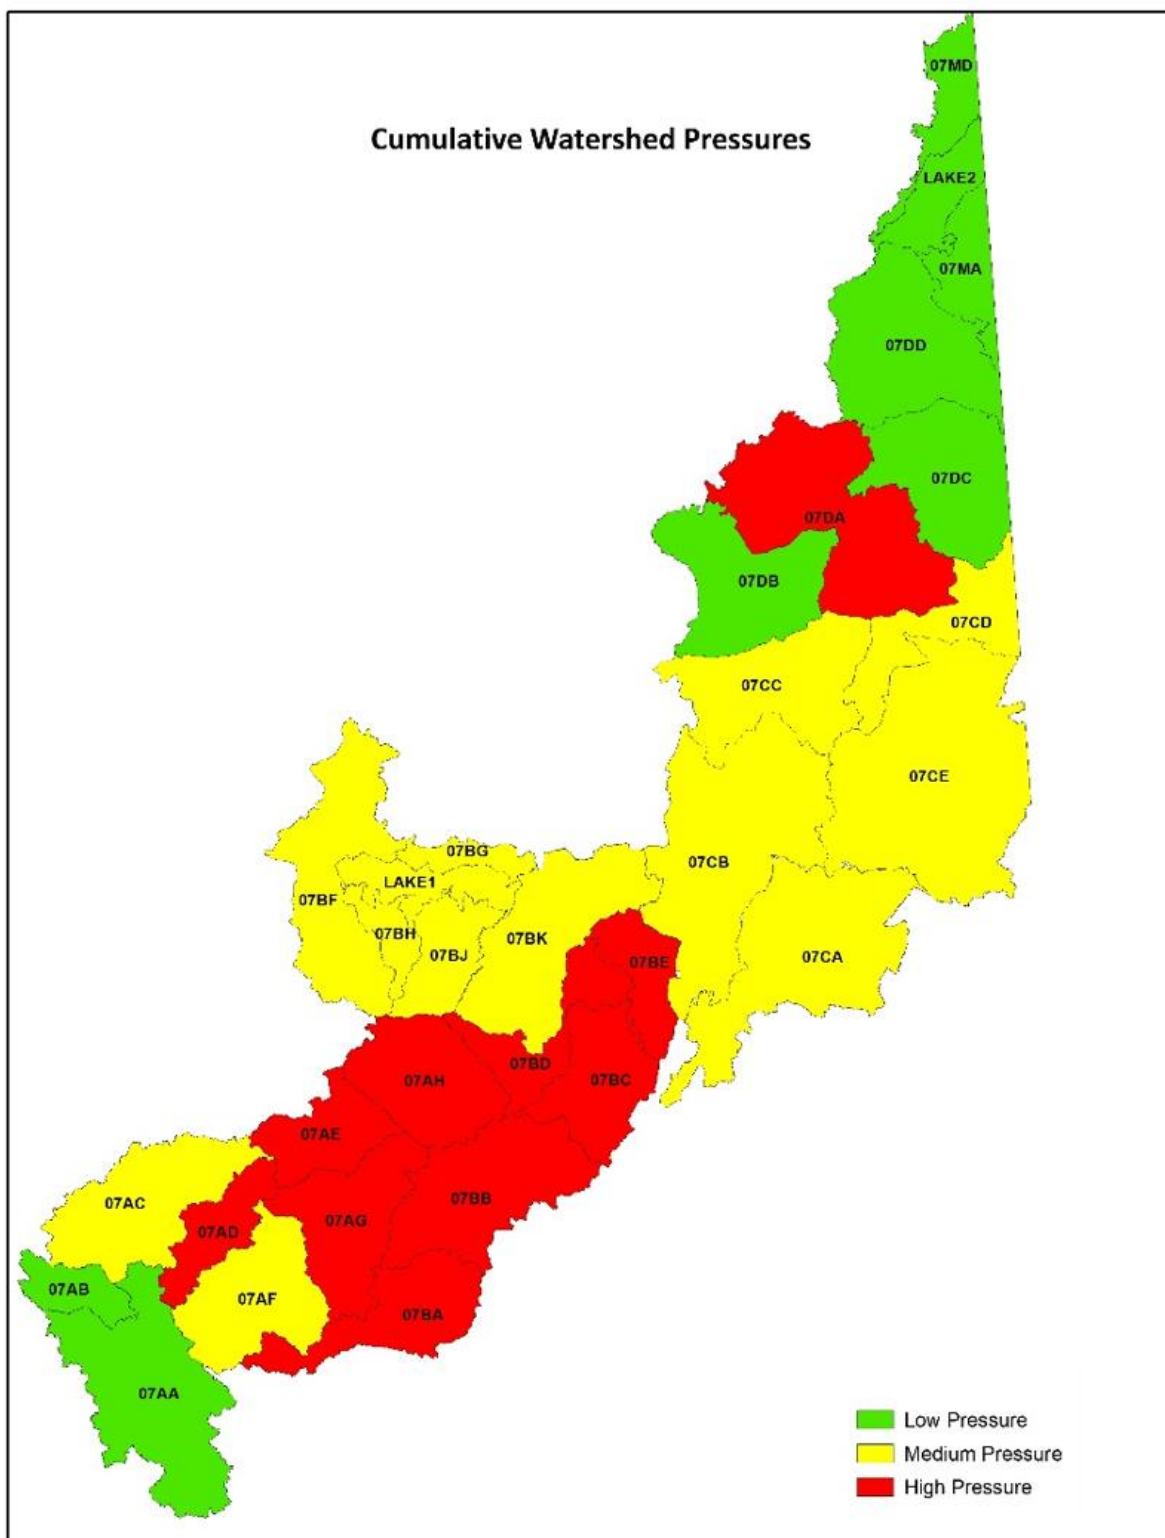 07MD
Cumulative Watershed Pressures
LAKE2
07MA
07DD
07DC
07DA
07DB
07CD
07CC
07CE
07BG
07CB
LAKE1
07BF
07BH
07BK
07BJ
07CA
07BE
07BD
07AH
07BC
07AE
07AC
07BB
07AG
07AD
07AB
07AF
07BA
07AA
Low Pressure
Medium Pressure
High Pressure